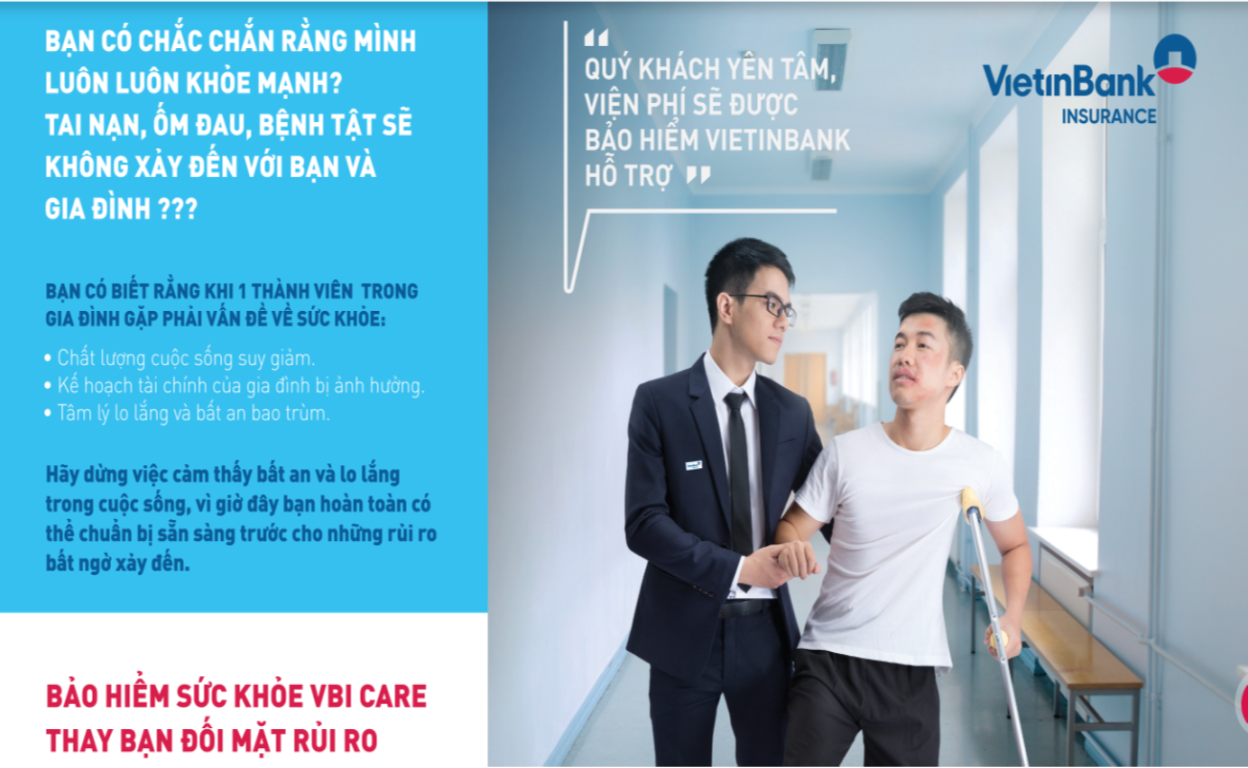 BẠN CÓ CHẮC CHẮN RẰNG MÌNH
LUÔN LUÔN KHỎE MẠNH?
TAI NẠN, ỐM ĐAU, BỆNH TẬT SẼ
KHÔNG XẢY ĐẾN VỚI BẠN VÀ
GIA ĐÌNH ???
BẠN CÓ BIẾT RẰNG KHI 1 THÀNH VIÊN TRONG
GIA ĐÌNH GẶP PHẢI VẤN ĐỀ VỀ SỨC KHỎE:
• Chất lượng cuộc sống suy giảm.
• Kế hoạch tài chính của gia đình bị ảnh hưởng.
• Tâm lý lo lắng và bất an bao trùm.
Hãy dừng việc cảm thấy bất an và lo lắng
trong cuộc sống, vì giờ đây bạn hoàn toàn có
thể chuẩn bị sẵn sàng trước cho những rủi ro
bất ngờ xảy đến.
BẢO HIỂM SỨC KHỎE VBI CARE
THAY BẠN ĐỐI MẶT RỦI RO
“
QUÝ KHÁCH YÊN TÂM,
VIỆN PHÍ SẼ ĐƯỢC
BẢO HIỂM VIETINBANK
HỖ TRỢ ”
VietinBank
INSURANCE